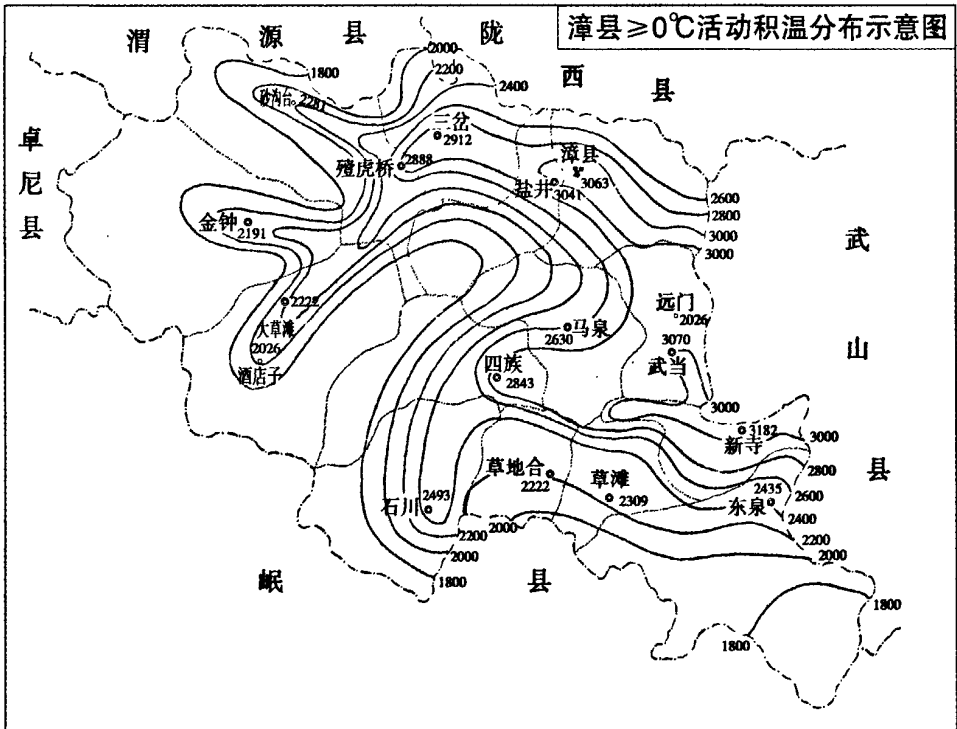 漳县≥0℃活动积温分布示意图
渭源县
陇西县
卓尼县
武山县
岷县
1800
2000
2200
2400
砂沟台 2281
三岔
2912
殪虎桥 2888
漳县
3063
盐井
3041
2600
2800
3000
3000
金钟
2191
2222
大草滩
2026
酒店子
远门
2026
3070
武当
马泉
2630
四族
2843
3000
3182
新寺
3000
2800
2600
2435
东泉
2400
2200
2000
草地合
2222
草滩
2309
石川
2493
2200
2000
2000
1800
1800
1800